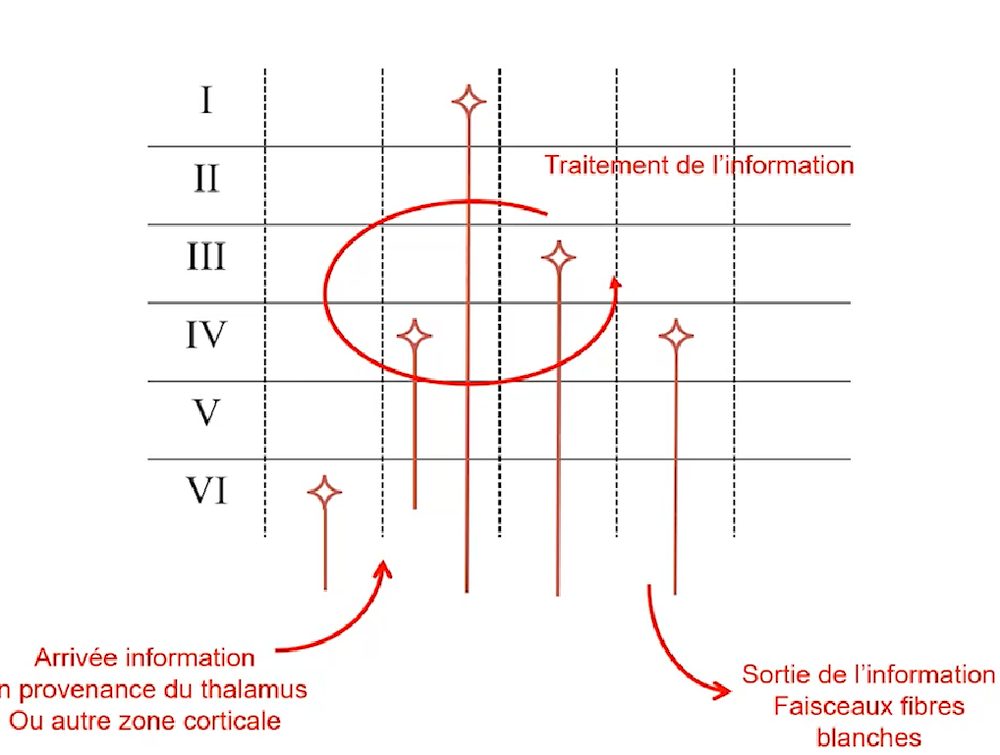 I
Traitement de l'information
II
III
IV
V
VI
Arrivée information
n provenance du thalamus
Ou autre zone corticale
Sortie de l'information
Faisceaux fibres
blanches